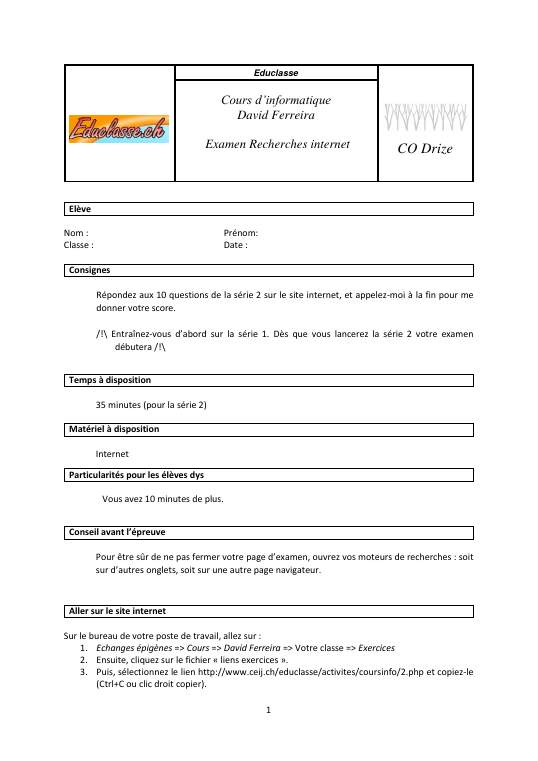 Educlasse
Educlasse.ch
Cours d'informatique
David Ferreira
Examen Recherches internet
CO Drize
Elève
Nom : Prénom:
Classe : Date :
Consignes
Répondez aux 10 questions de la série 2 sur le site internet, et appelez-moi à la fin pour me
donner votre score.
/!\ Entraînez-vous d'abord sur la série 1. Dès que vous lancerez la série 2 votre examen
débutera /!\
Temps à disposition
35 minutes (pour la série 2)
Matériel à disposition
Internet
Particularités pour les élèves dys
Vous avez 10 minutes de plus.
Conseil avant l'épreuve
Pour être sûr de ne pas fermer votre page d'examen, ouvrez vos moteurs de recherches : soit
sur d'autres onglets, soit sur une autre page navigateur.
Aller sur le site internet
Sur le bureau de votre poste de travail, allez sur :
1. Echanges épigènes => Cours => David Ferreira => Votre classe => Exercices
2. Ensuite, cliquez sur le fichier « liens exercices ».
3. Puis, sélectionnez le lien http://www.ceij.ch/educlasse/activites/coursinfo/2.php et copiez-le
(Ctrl+C ou clic droit copier).
1